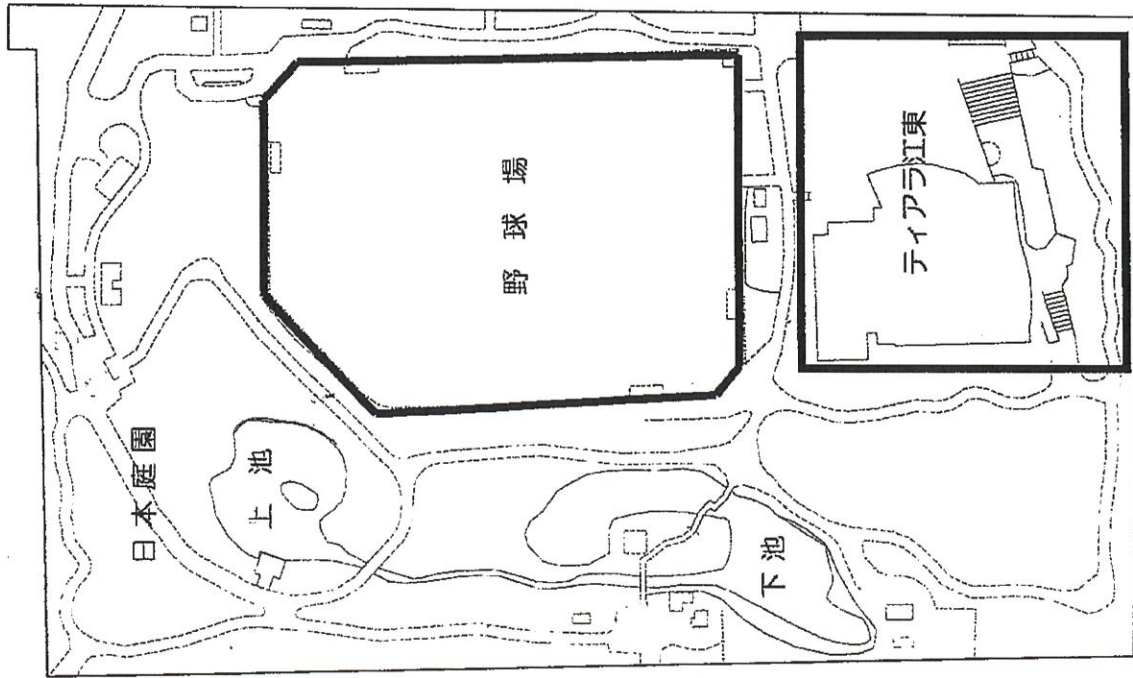 日本庭園
上池
野球場
下池
ティアラ江東